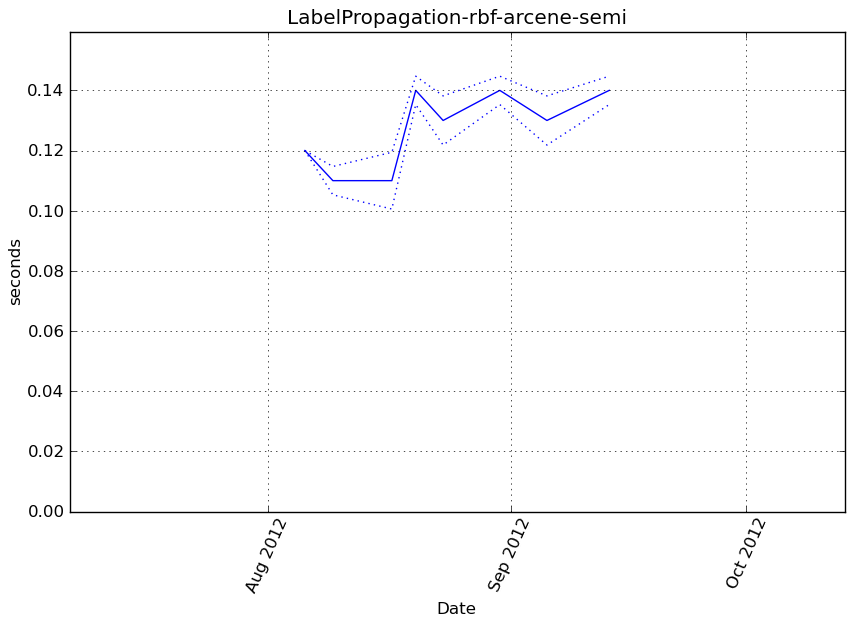 LabelPropagation-rbf-arcene-semi
0.14
0.12
0.10
0.08
0.06
0.04
0.02
0.00
seconds
Aug 2012
Sep 2012
Oct 2012
Date